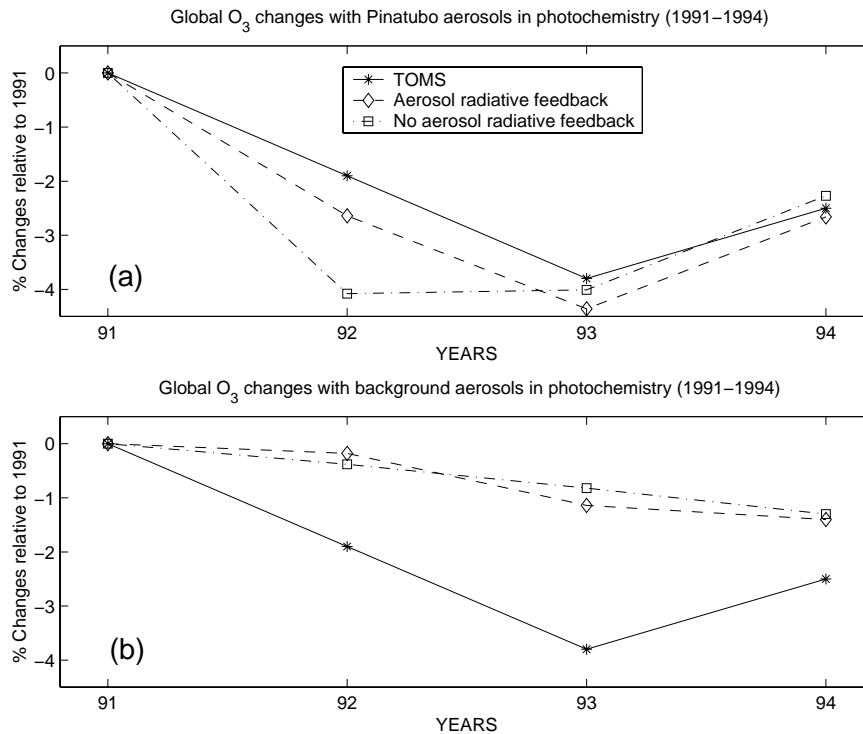 Global O3 changes with Pinatubo aerosols in photochemistry (1991−1994)
0
−1
−2
−3
−4
% Changes relative to 1991
TOMS
Aerosol radiative feedback
No aerosol radiative feedback
(a)
91 92 93 94
YEARS
Global O3 changes with background aerosols in photochemistry (1991−1994)
0
−1
−2
−3
−4
% Changes relative to 1991
(b)
91 92 93 94
YEARS